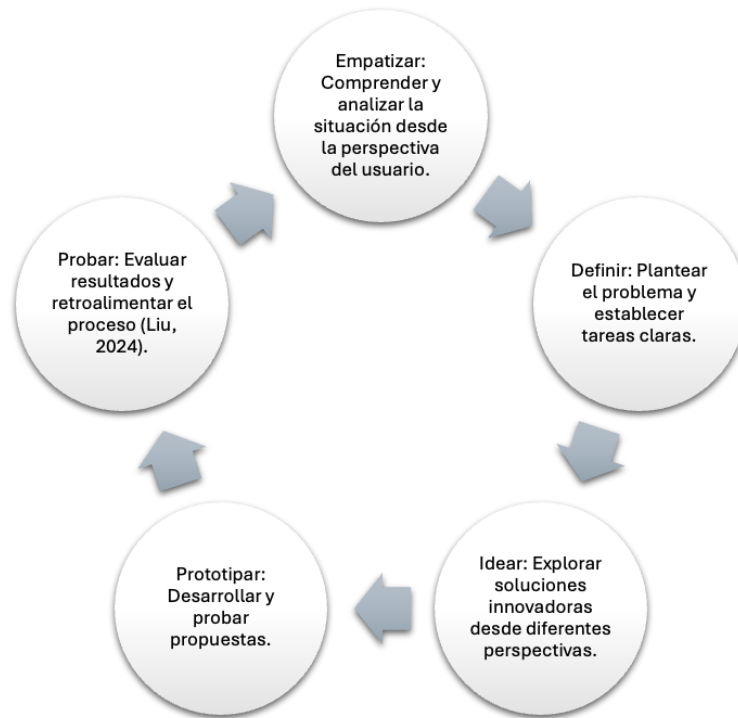 Empatizar:
Comprender y
analizar la
situación desde
la perspectiva
del usuario.
Definir: Plantear
el problema y
establecer
tareas claras.
Idear: Explorar
soluciones
innovadoras
desde diferentes
perspectivas.
Prototipar:
Desarrollar y
probar
propuestas.
Probar: Evaluar
resultados y
retroalimentar el
proceso (Liu,
2024).